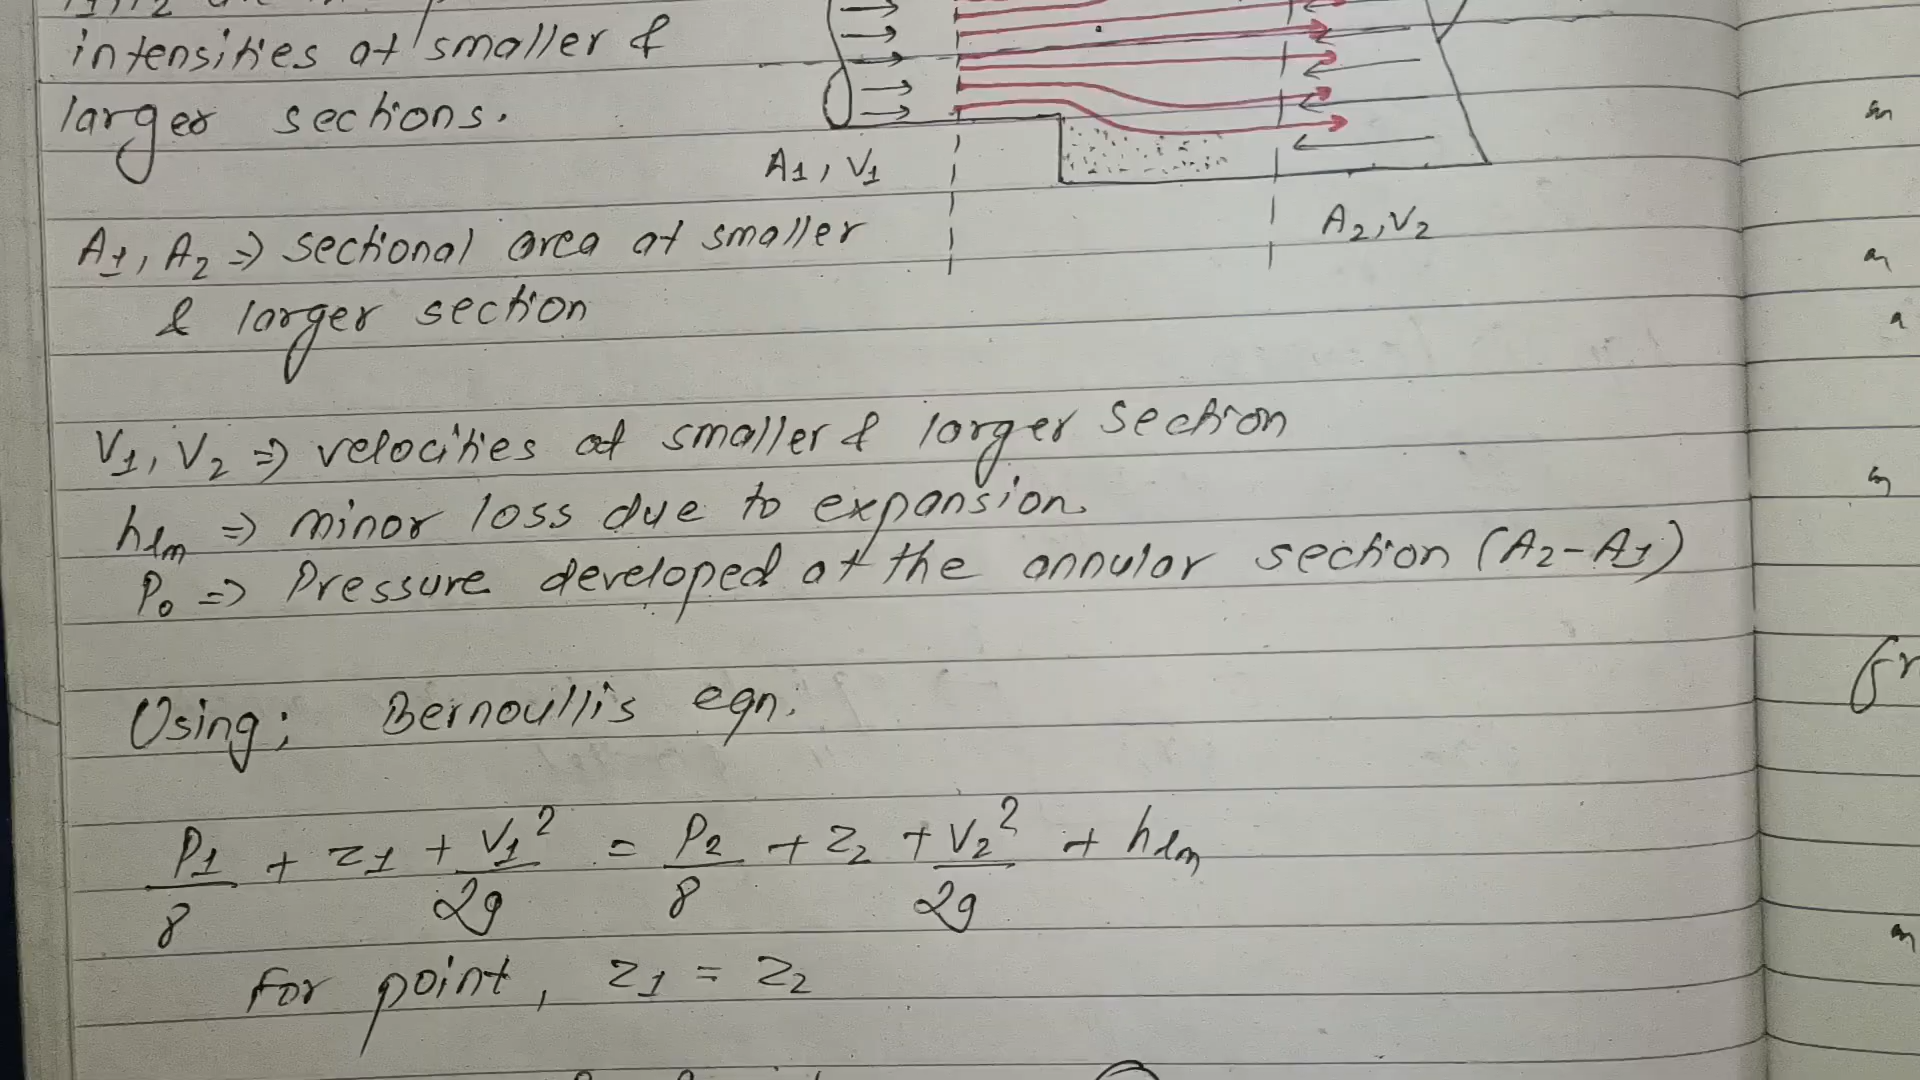 intensities at smaller &
larger sections.
A1, V1
A2, V2
A1, A2 => sectional area at smaller
& larger section
V1, V2 => velocities at smaller & larger section
hlm => minor loss due to expansion.
P0 => Pressure developed at the annular section (A2-A1)
Using; Bernoullis eqn.
P1/γ + z1 + V1²/2g = P2/γ + z2 + V2²/2g + hlm
For point, z1 = z2